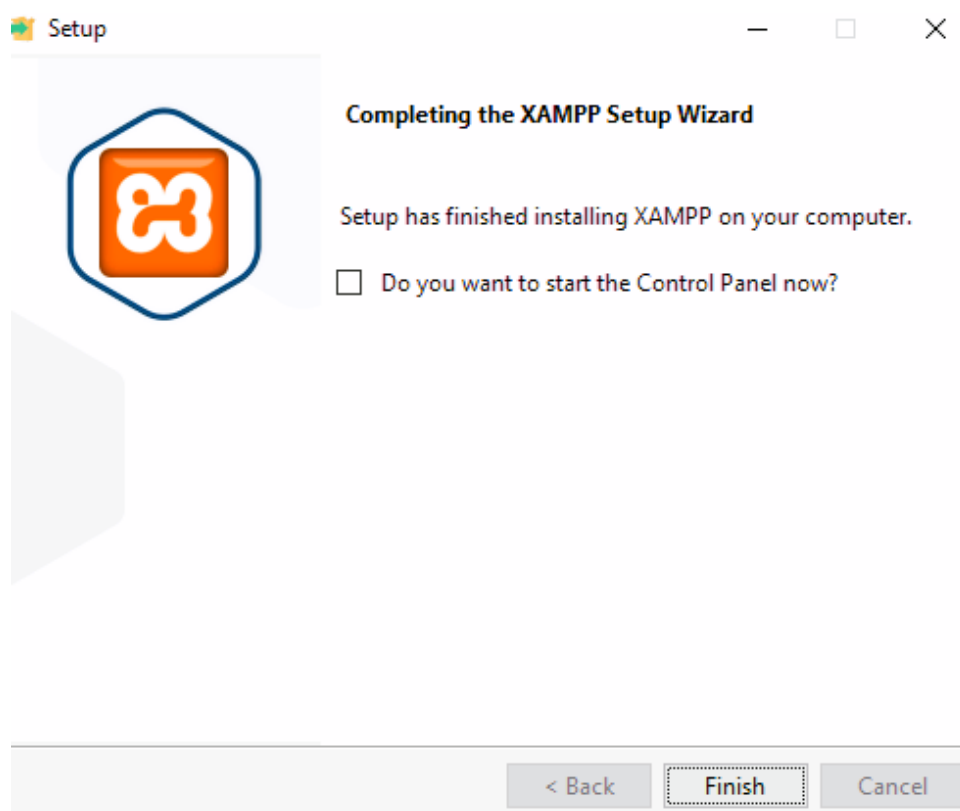 Setup
Completing the XAMPP Setup Wizard
Setup has finished installing XAMPP on your computer.
Do you want to start the Control Panel now?
< Back
Finish
Cancel